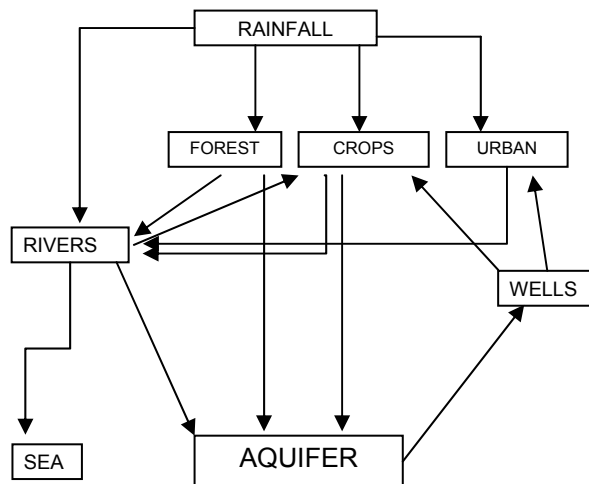 RAINFALL
FOREST
CROPS
URBAN
RIVERS
WELLS
SEA
AQUIFER